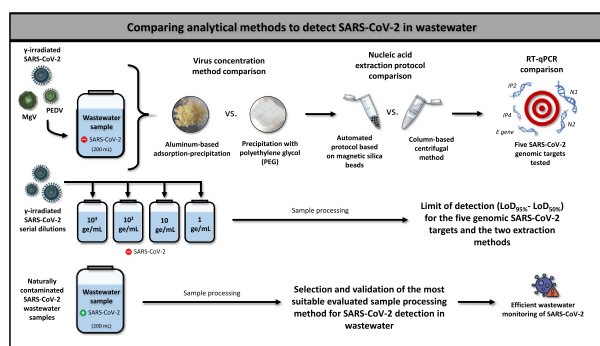 Comparing analytical methods to detect SARS-CoV-2 in wastewater
γ-irradiated
SARS-CoV-2
MgV
PEDV
Wastewater
sample
SARS-CoV-2
(200 mL)
Virus concentration
method comparison
VS.
Aluminum-based
adsorption-precipitation
Precipitation with
polyethylene glycol (PEG)
Nucleic acid
extraction protocol
comparison
VS.
Automated
protocol based
on magnetic silica
beads
Column-based
centrifugal
method
RT-qPCR
comparison
IP2
N1
IP4
N2
E gene
Five SARS-CoV-2
genomic targets
tested
γ-irradiated
SARS-CoV-2
serial dilutions
10³
ge/mL
10²
ge/mL
10
ge/mL
1
ge/mL
SARS-CoV-2
Sample processing
Limit of detection (LoD95%- LoD50%)
for the five genomic SARS-CoV-2
targets and the two extraction
methods
Naturally
contaminated
SARS-CoV-2
wastewater
samples
Wastewater
sample
SARS-CoV-2
(200 mL)
Sample processing
Selection and validation of the most
suitable evaluated sample processing
method for SARS-CoV-2 detection in
wastewater
Efficient wastewater
monitoring of SARS-CoV-2